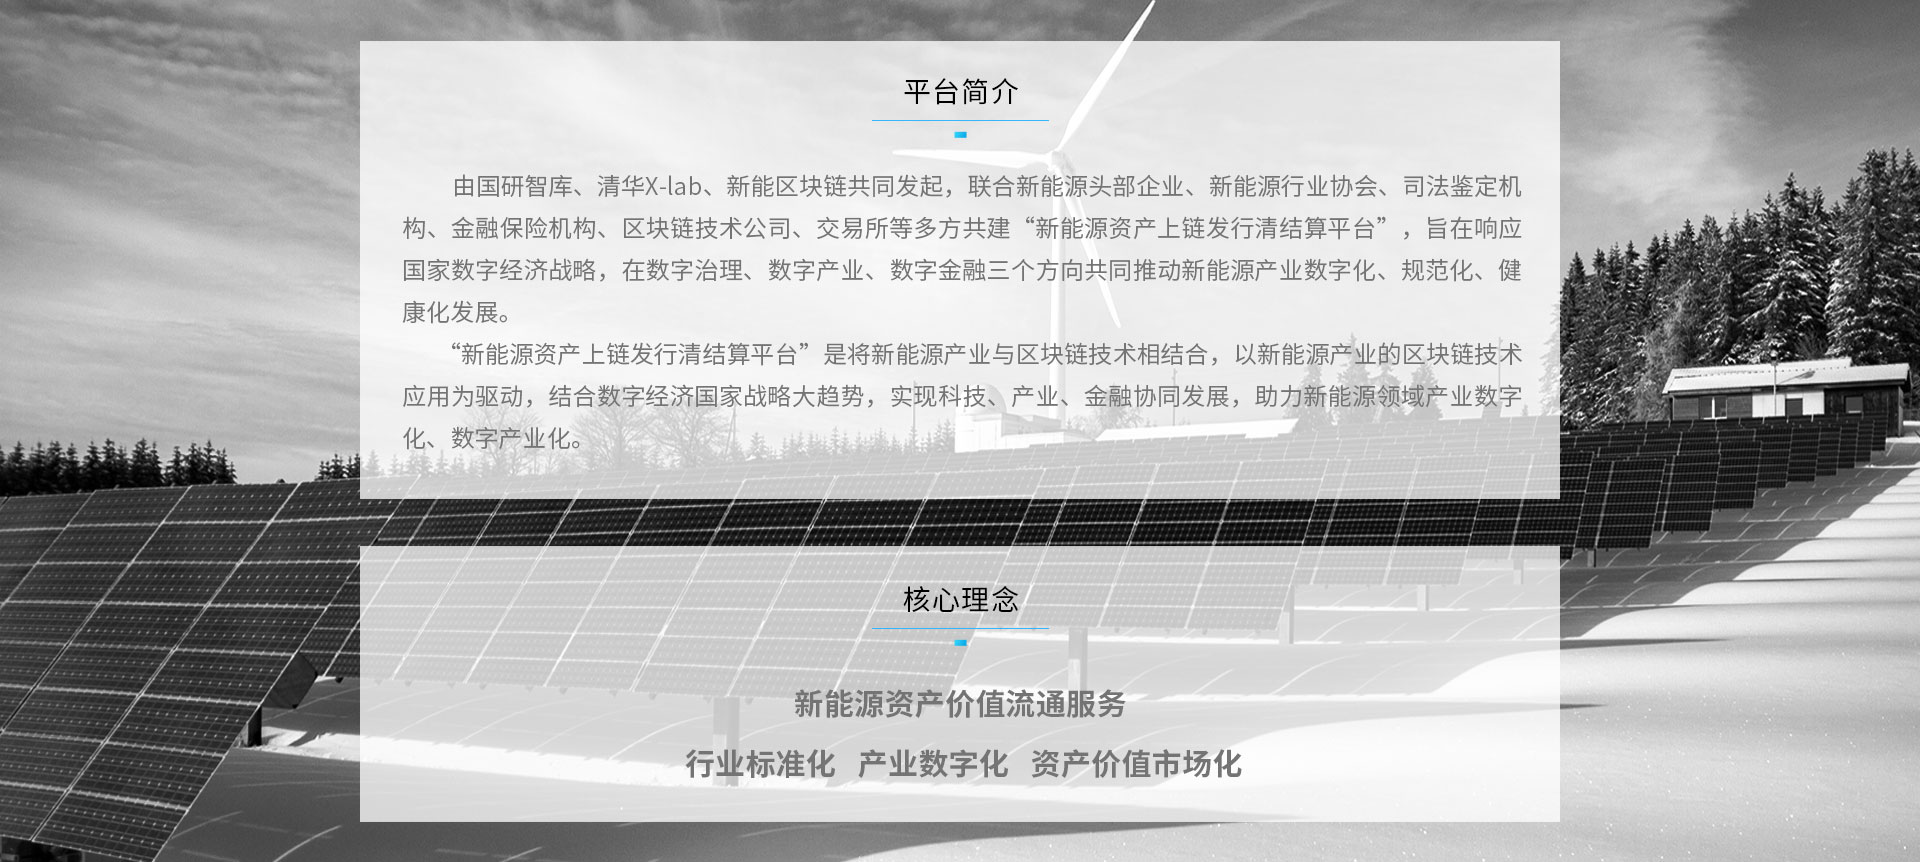 平台简介
由国研智库、清华X-lab、新能区块链共同发起，联合新能源头部企业、新能源行业协会、司法鉴定机
构、金融保险机构、区块链技术公司、交易所等多方共建“新能源资产上链发行清结算平台”，旨在响应
国家数字经济战略，在数字治理、数字产业、数字金融三个方向共同推动新能源产业数字化、规范化、健
康化发展。
“新能源资产上链发行清结算平台”是将新能源产业与区块链技术相结合，以新能源产业的区块链技术
应用为驱动，结合数字经济国家战略大趋势，实现科技、产业、金融协同发展，助力新能源领域产业数字
化、数字产业化。
核心理念
新能源资产价值流通服务
行业标准化 产业数字化 资产价值市场化